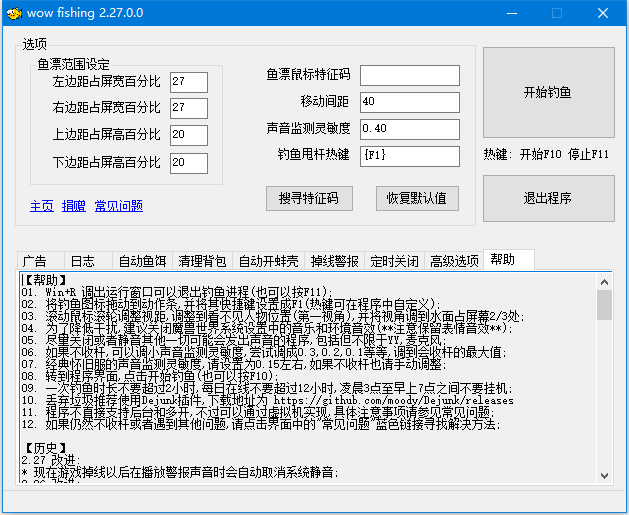 wow fishing 2.27.0.0
选项
鱼漂范围设定
左边距占屏宽百分比 27
右边距占屏宽百分比 27
上边距占屏高百分比 20
下边距占屏高百分比 20
主页 捐赠 常见问题
鱼漂鼠标特征码
移动间距 40
声音监测灵敏度 0.40
钓鱼甩杆热键 {F1}
搜寻特征码 恢复默认值
开始钓鱼
热键: 开始F10 停止F11
退出程序
广告 日志 自动鱼饵 清理背包 自动开蚌壳 掉线警报 定时关闭 高级选项 帮助
【帮助】
01. Win+R 调出运行窗口可以退出钓鱼进程(也可以按F11);
02. 将钓鱼图标拖动到动作条,并将其快捷键设置成F1(热键可在程序中自定义);
03. 滚动鼠标滚轮调整视距,调整到看不见人物位置(第一视角),并将视角调到水面占屏幕2/3处;
04. 为了降低干扰,建议关闭魔兽世界系统设置中的音乐和环境音效(**注意保留表情音效**);
05. 尽量关闭或者静音其他一切可能会发出声音的程序,包括但不限于YY,麦克风;
06. 如果不收杆,可以调小声音监测灵敏度,尝试调成0.3,0.2,0.1等等,调到会收杆的最大值;
07. 经典怀旧服的声音监测灵敏度,请设置为0.15左右,如果不收杆也请手动调整;
08. 转到程序界面,点击开始钓鱼(也可以按F10);
09. 一次钓鱼时长不要超过2小时,每日在线不要超过12小时,凌晨3点至早上7点之间不要挂机;
10. 丢弃垃圾推荐使用Dejunk插件,下载地址为 https://github.com/moody/Dejunk/releases
11. 程序不直接支持后台和多开,不过可以通过虚拟机实现,具体注意事项请参见常见问题;
12. 如果仍然不收杆或者遇到其他问题,请点击界面中的"常见问题"蓝色链接寻找解决方法;
【历史】
2.27 改进:
* 现在游戏掉线以后在播放警报声音时会自动取消系统静音;
2.26 改进: